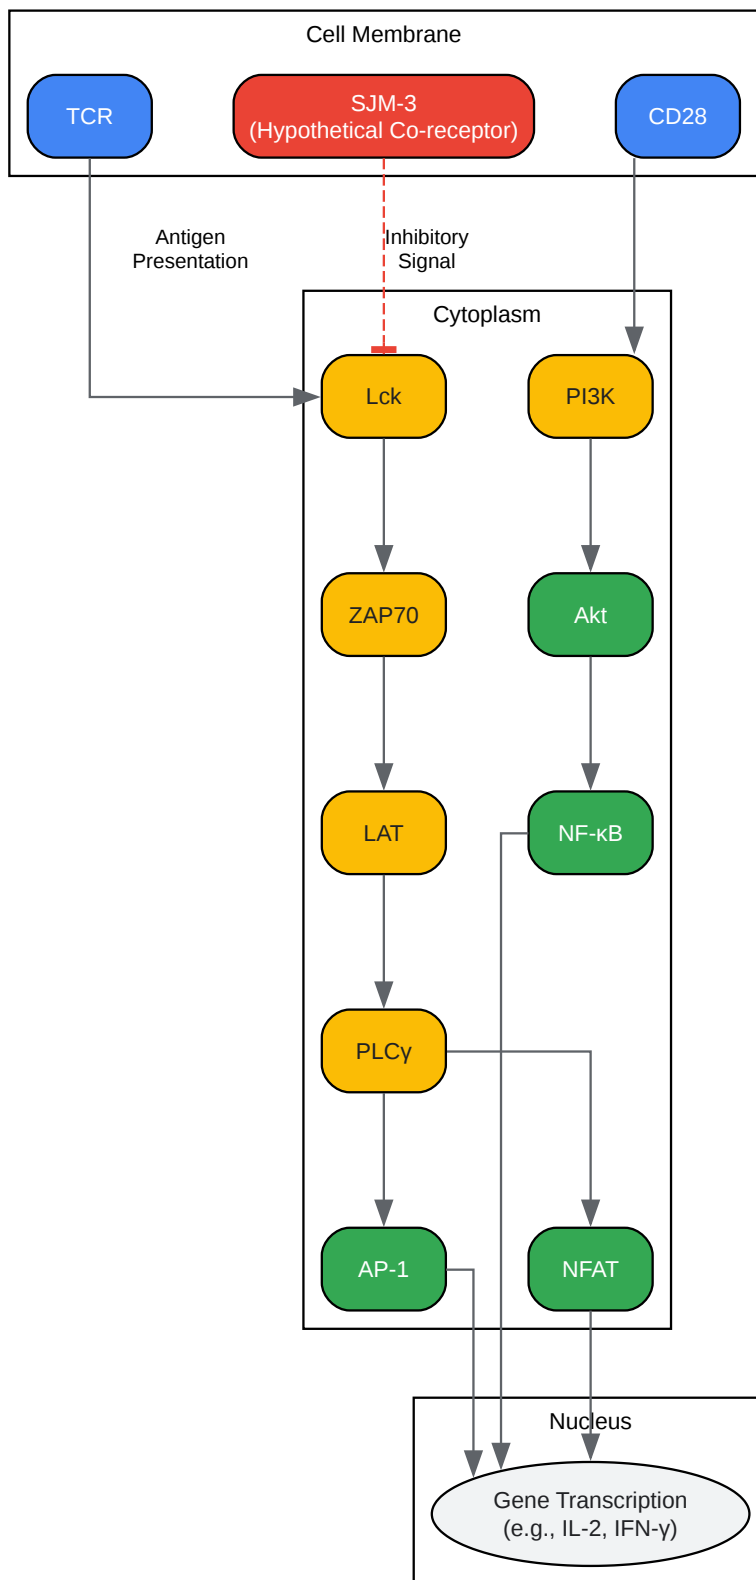 Cell Membrane
TCR
SJM-3
(Hypothetical Co-receptor)
CD28
Antigen
Presentation
Inhibitory
Signal
Cytoplasm
Lck
PI3K
ZAP70
Akt
LAT
NF-κB
PLCγ
AP-1
NFAT
Nucleus
Gene Transcription
(e.g., IL-2, IFN-γ)